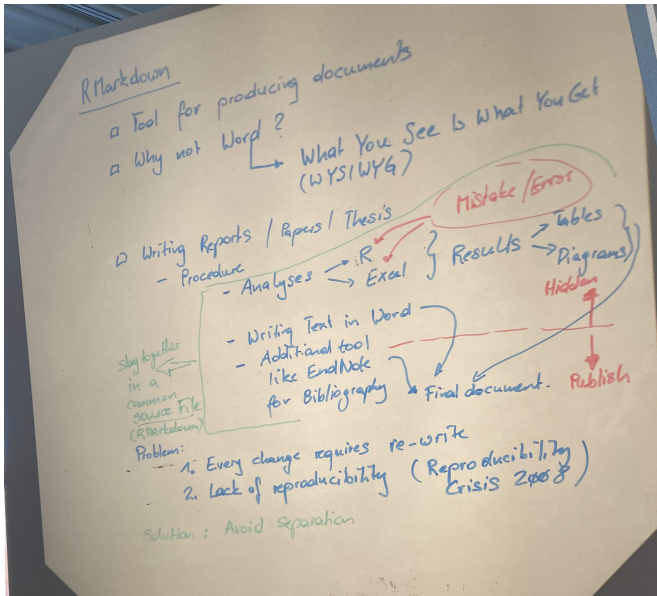 RMarkdown
Tool for producing documents
Why not Word?
What You See Is What You Get
(WYSIWYG)
Mistake/Error
Writing Reports / Papers / Thesis
- Procedure
- Analyses
R
Excel
Results
Tables
Diagrams
Hidden
- Writing Text in Word
- Additional tool
like EndNote
for Bibliography
Final document.
Publish
stay together
in a
common
source File
(RMarkdown)
Problem:
1. Every change requires re-write
2. Lack of reproducibility (Reproducibility
Crisis 2008)
Solution: Avoid Separation